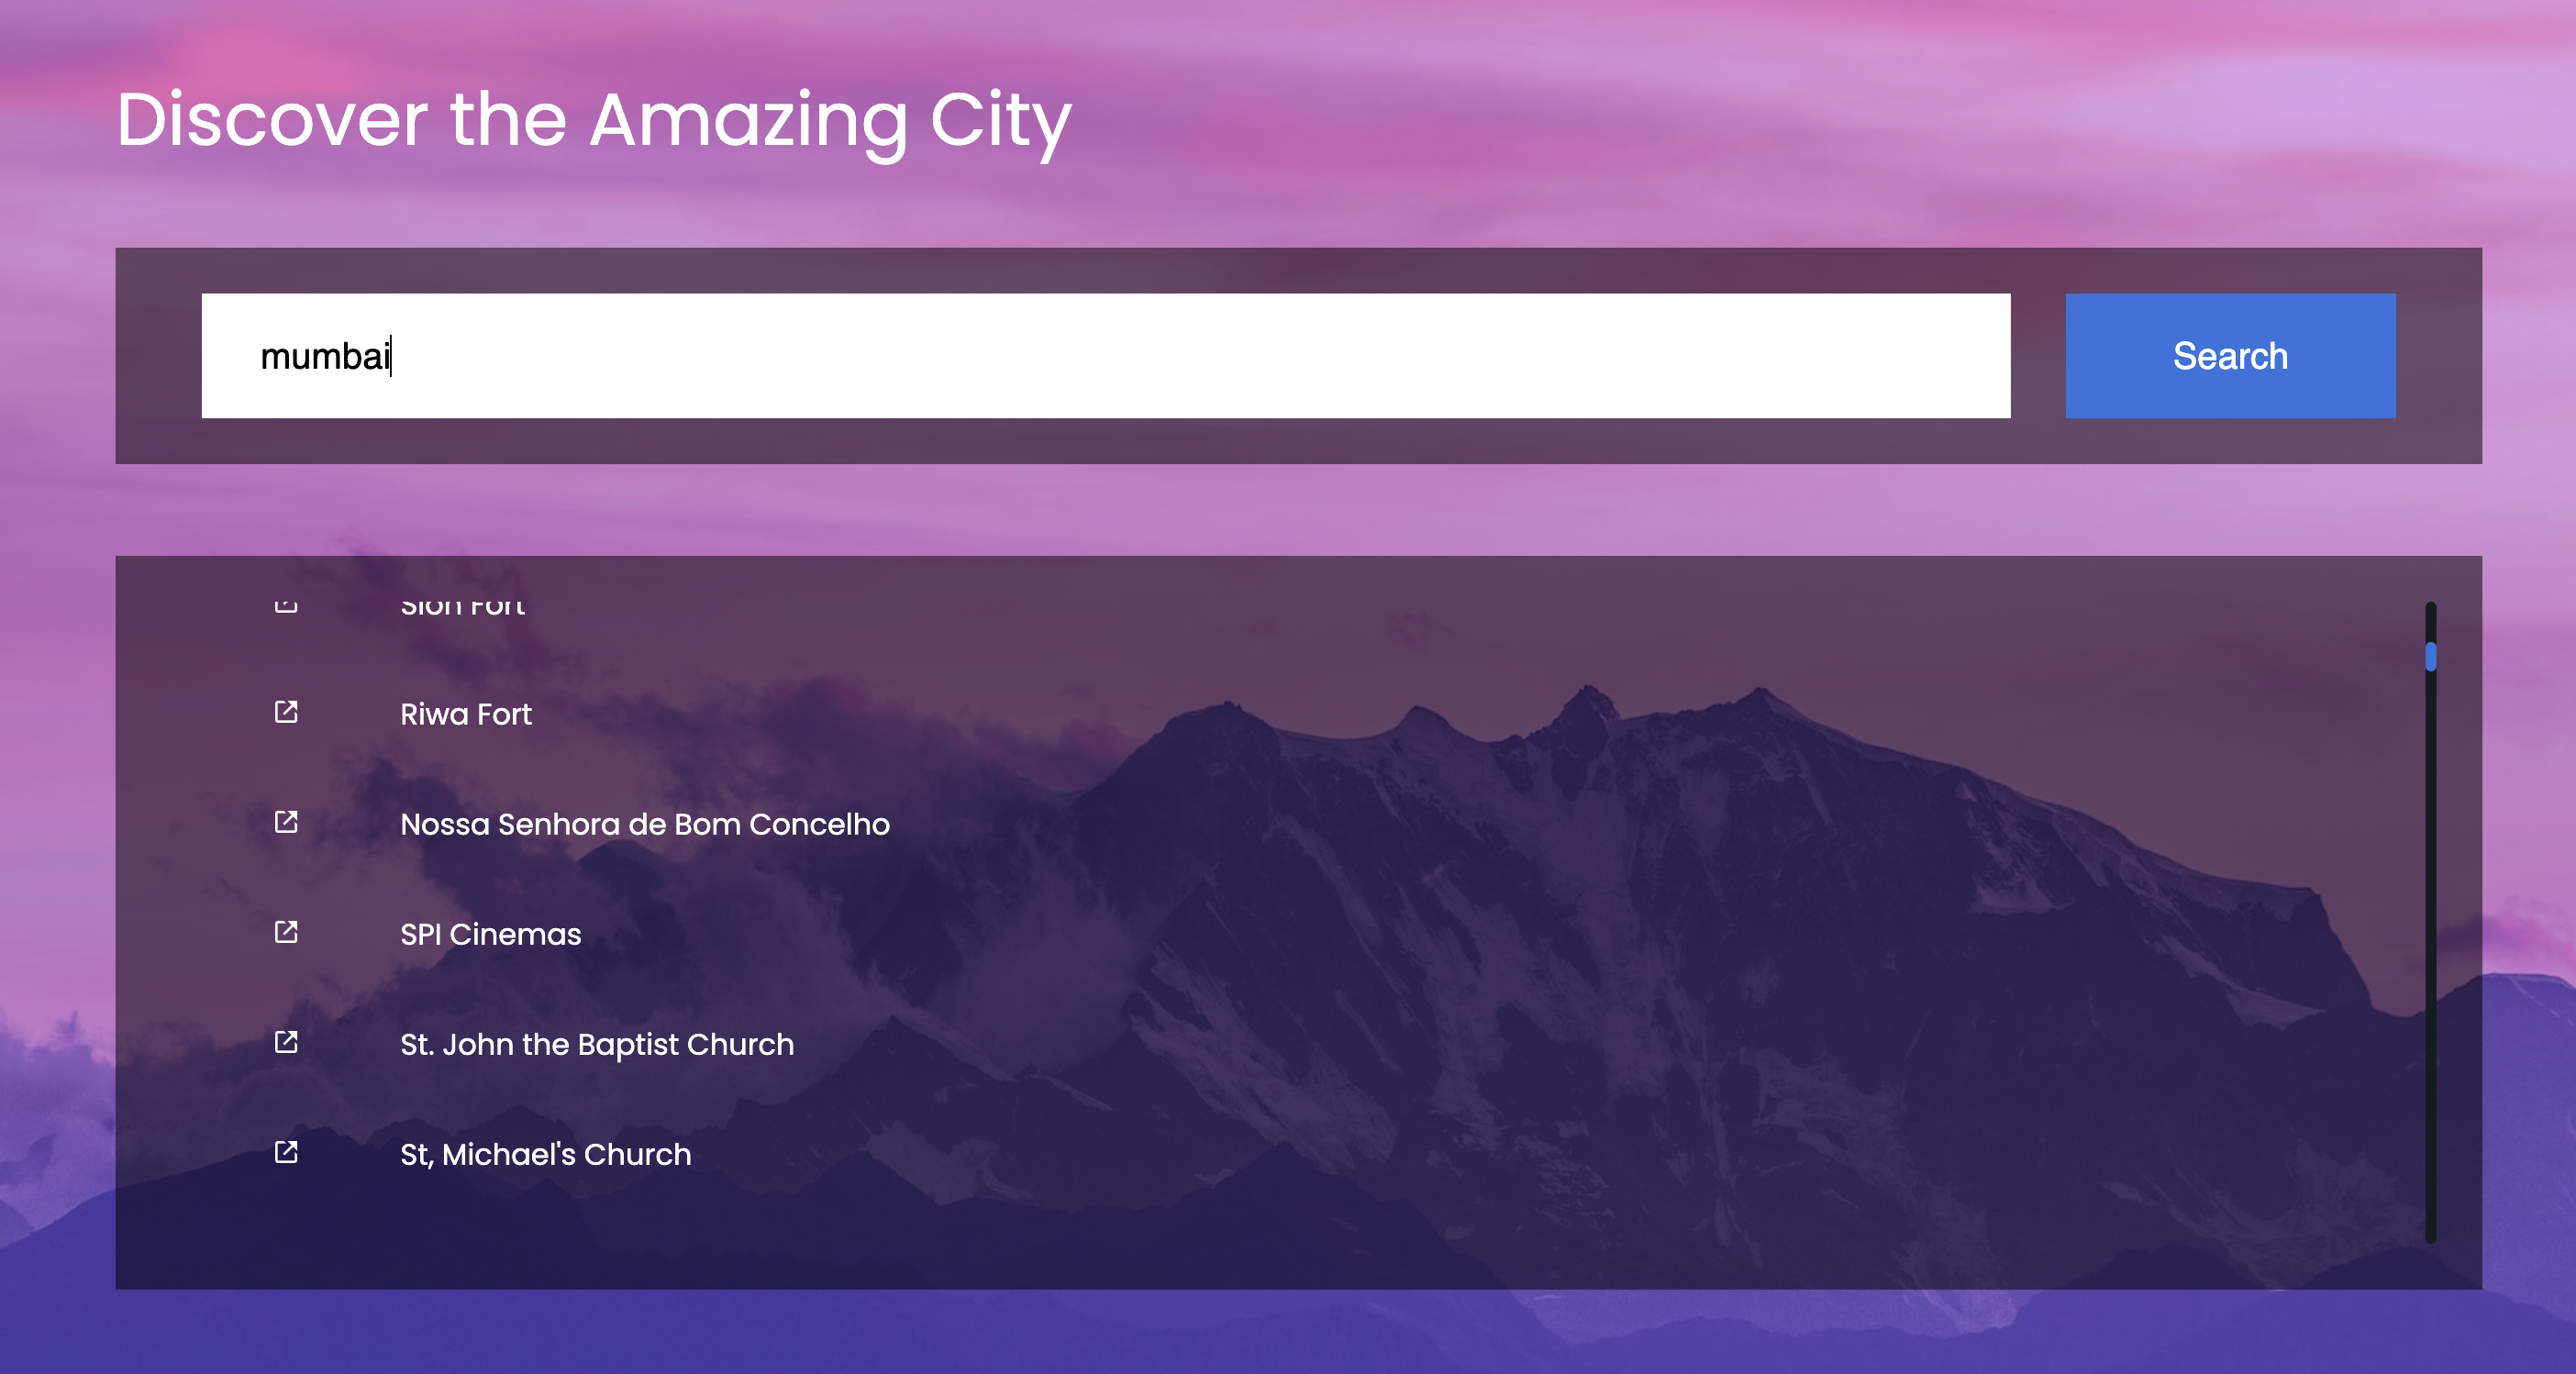 Discover the Amazing City
mumbai
Search
Sion Fort
Riwa Fort
Nossa Senhora de Bom Concelho
SPI Cinemas
St. John the Baptist Church
St, Michael's Church